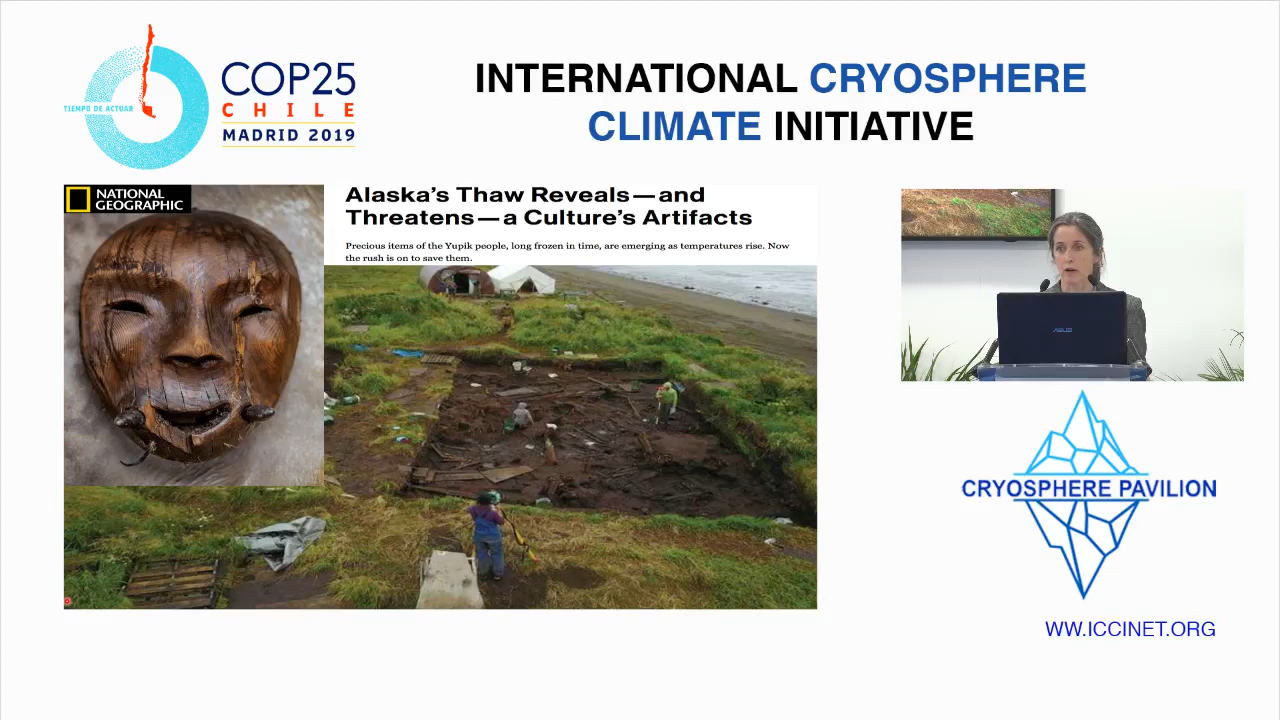 TIEMPO DE ACTUAR
COP25
CHILE
MADRID 2019
INTERNATIONAL CRYOSPHERE
CLIMATE INITIATIVE
NATIONAL
GEOGRAPHIC
Alaska's Thaw Reveals—and
Threatens—a Culture's Artifacts
Precious items of the Yupik people, long frozen in time, are emerging as temperatures rise. Now
the rush is on to save them.
ASUS
CRYOSPHERE PAVILION
WW.ICCINET.ORG